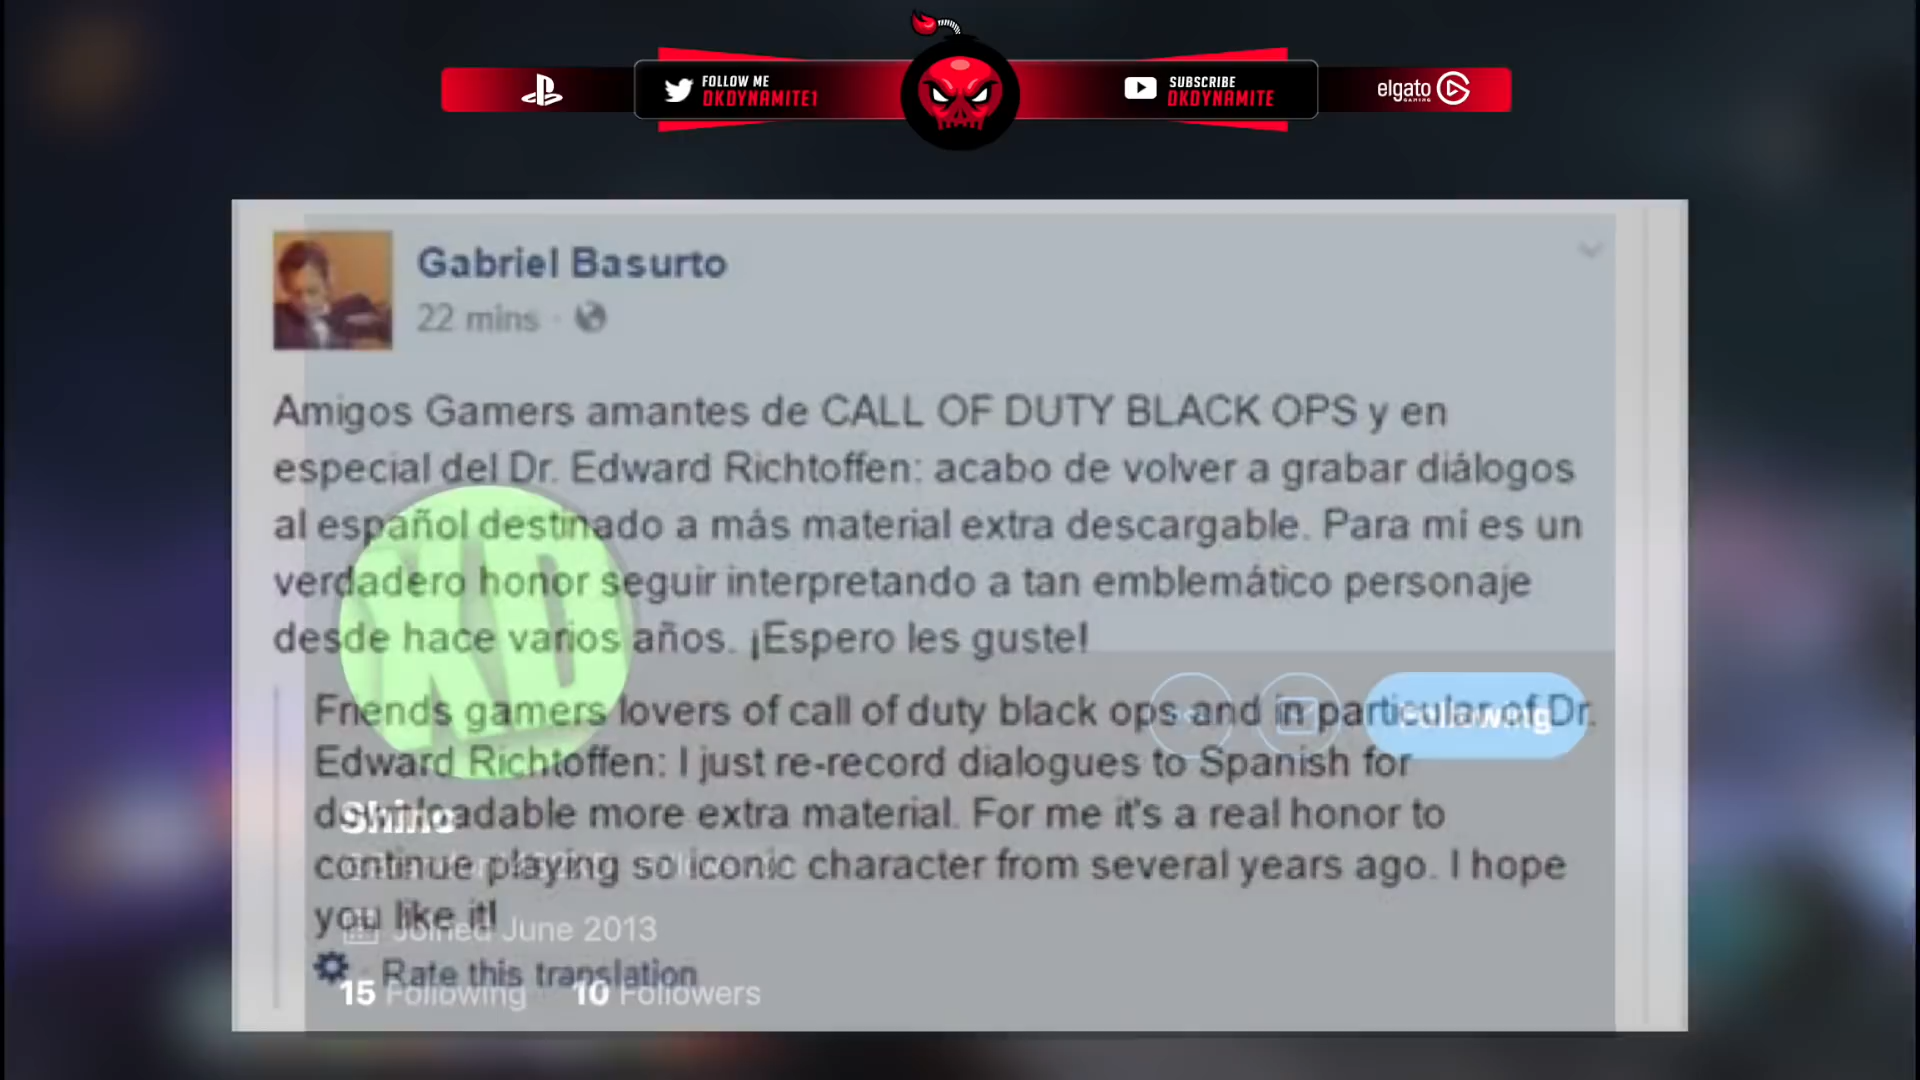 FOLLOW ME
DKDYNAMITE1
SUBSCRIBE
DKDYNAMITE
elgato
GAMING
Gabriel Basurto
22 mins ·
Amigos Gamers amantes de CALL OF DUTY BLACK OPS y en
especial del Dr. Edward Richtoffen: acabo de volver a grabar diálogos
al español destinado a más material extra descargable. Para mí es un
verdadero honor seguir interpretando a tan emblemático personaje
desde hace varios años. ¡Espero les guste!
XD
Friends gamers lovers of call of duty black ops and in particular of Dr.
Edward Richtoffen: I just re-record dialogues to Spanish for
downloadable more extra material. For me it's a real honor to
continue playing so iconic character from several years ago. I hope
you like it!
· Rate this translation
Following
Shino
Joined June 2013
15 Following 10 Followers